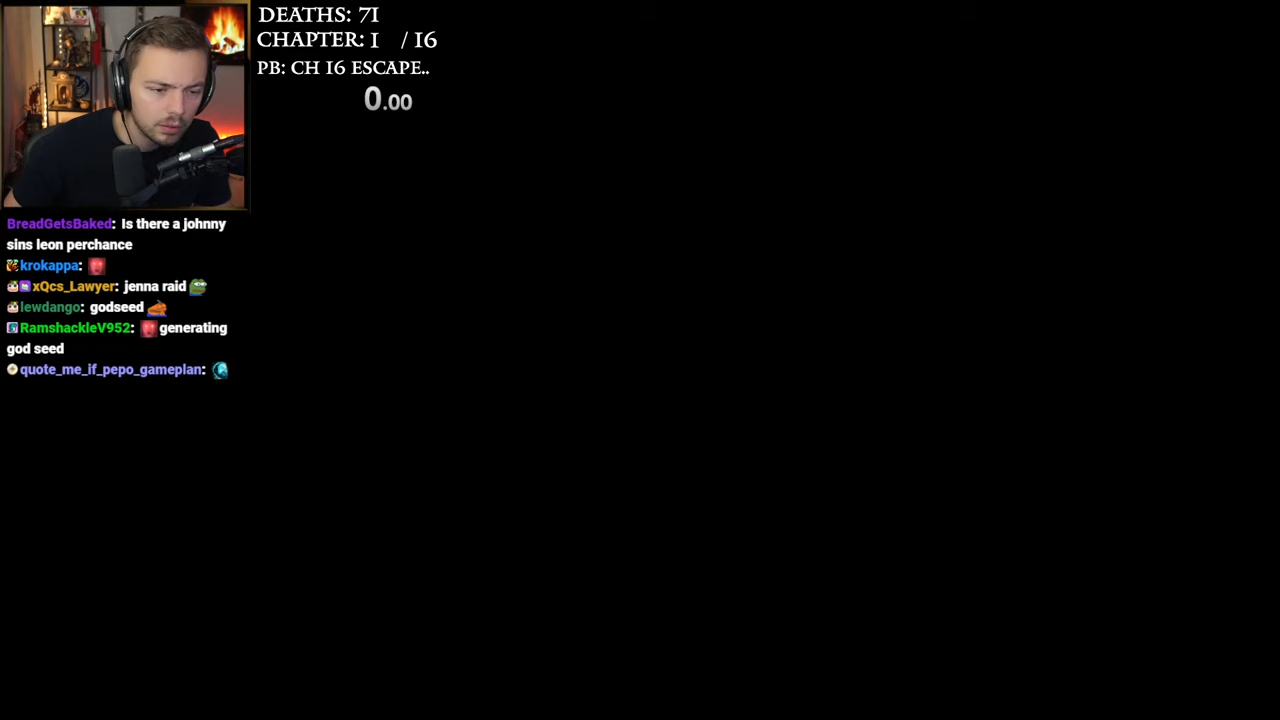 DEATHS: 71
CHAPTER: 1 / 16
PB: CH 16 ESCAPE..
0.00
BreadGetsBaked: Is there a johnny
sins leon perchance
krokappa:
xQcs_Lawyer: jenna raid
lewdango: godseed
RamshackleV952: generating
god seed
quote_me_if_pepo_gameplan: